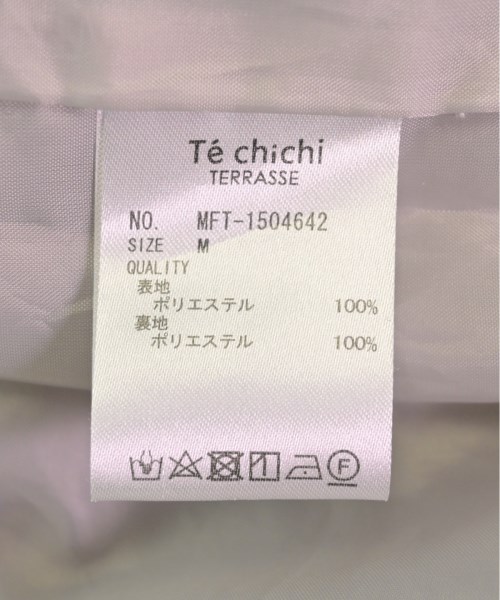 Té chichi
TERRASSE
NO. MFT-1504642
SIZE M
QUALITY
表地
ポリエステル 100%
裏地
ポリエステル 100%
F